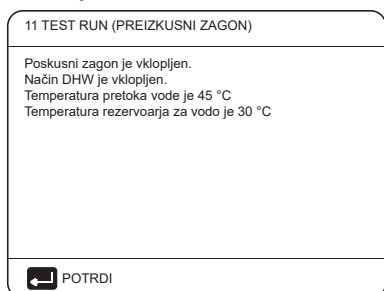 11 TEST RUN (PREIZKUSNI ZAGON)
Poskusni zagon je vklopljen.
Način DHW je vklopljen.
Temperatura pretoka vode je 45 °C
Temperatura rezervoarja za vodo je 30 °C
POTRDI